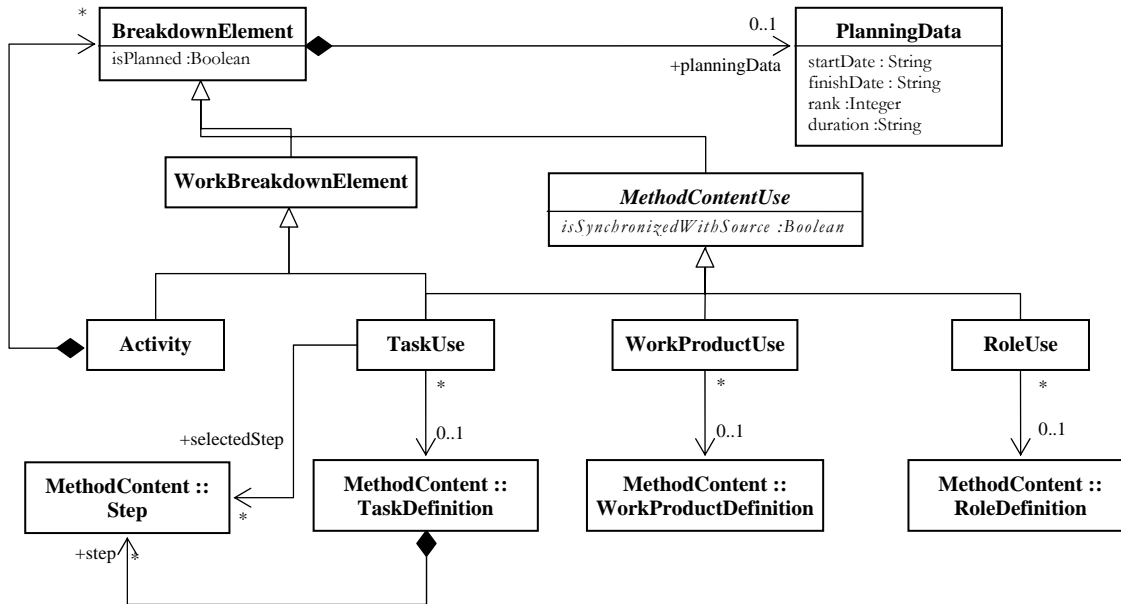 *
BreakdownElement
isPlanned :Boolean
0..1
+planningData
PlanningData
startDate : String
finishDate : String
rank :Integer
duration :String
WorkBreakdownElement
MethodContentUse
isSynchronizedWithSource :Boolean
Activity
TaskUse
WorkProductUse
RoleUse
*
*
*
+selectedStep
0..1
0..1
0..1
MethodContent ::
Step
*
MethodContent ::
TaskDefinition
MethodContent ::
WorkProductDefinition
MethodContent ::
RoleDefinition
+step
*